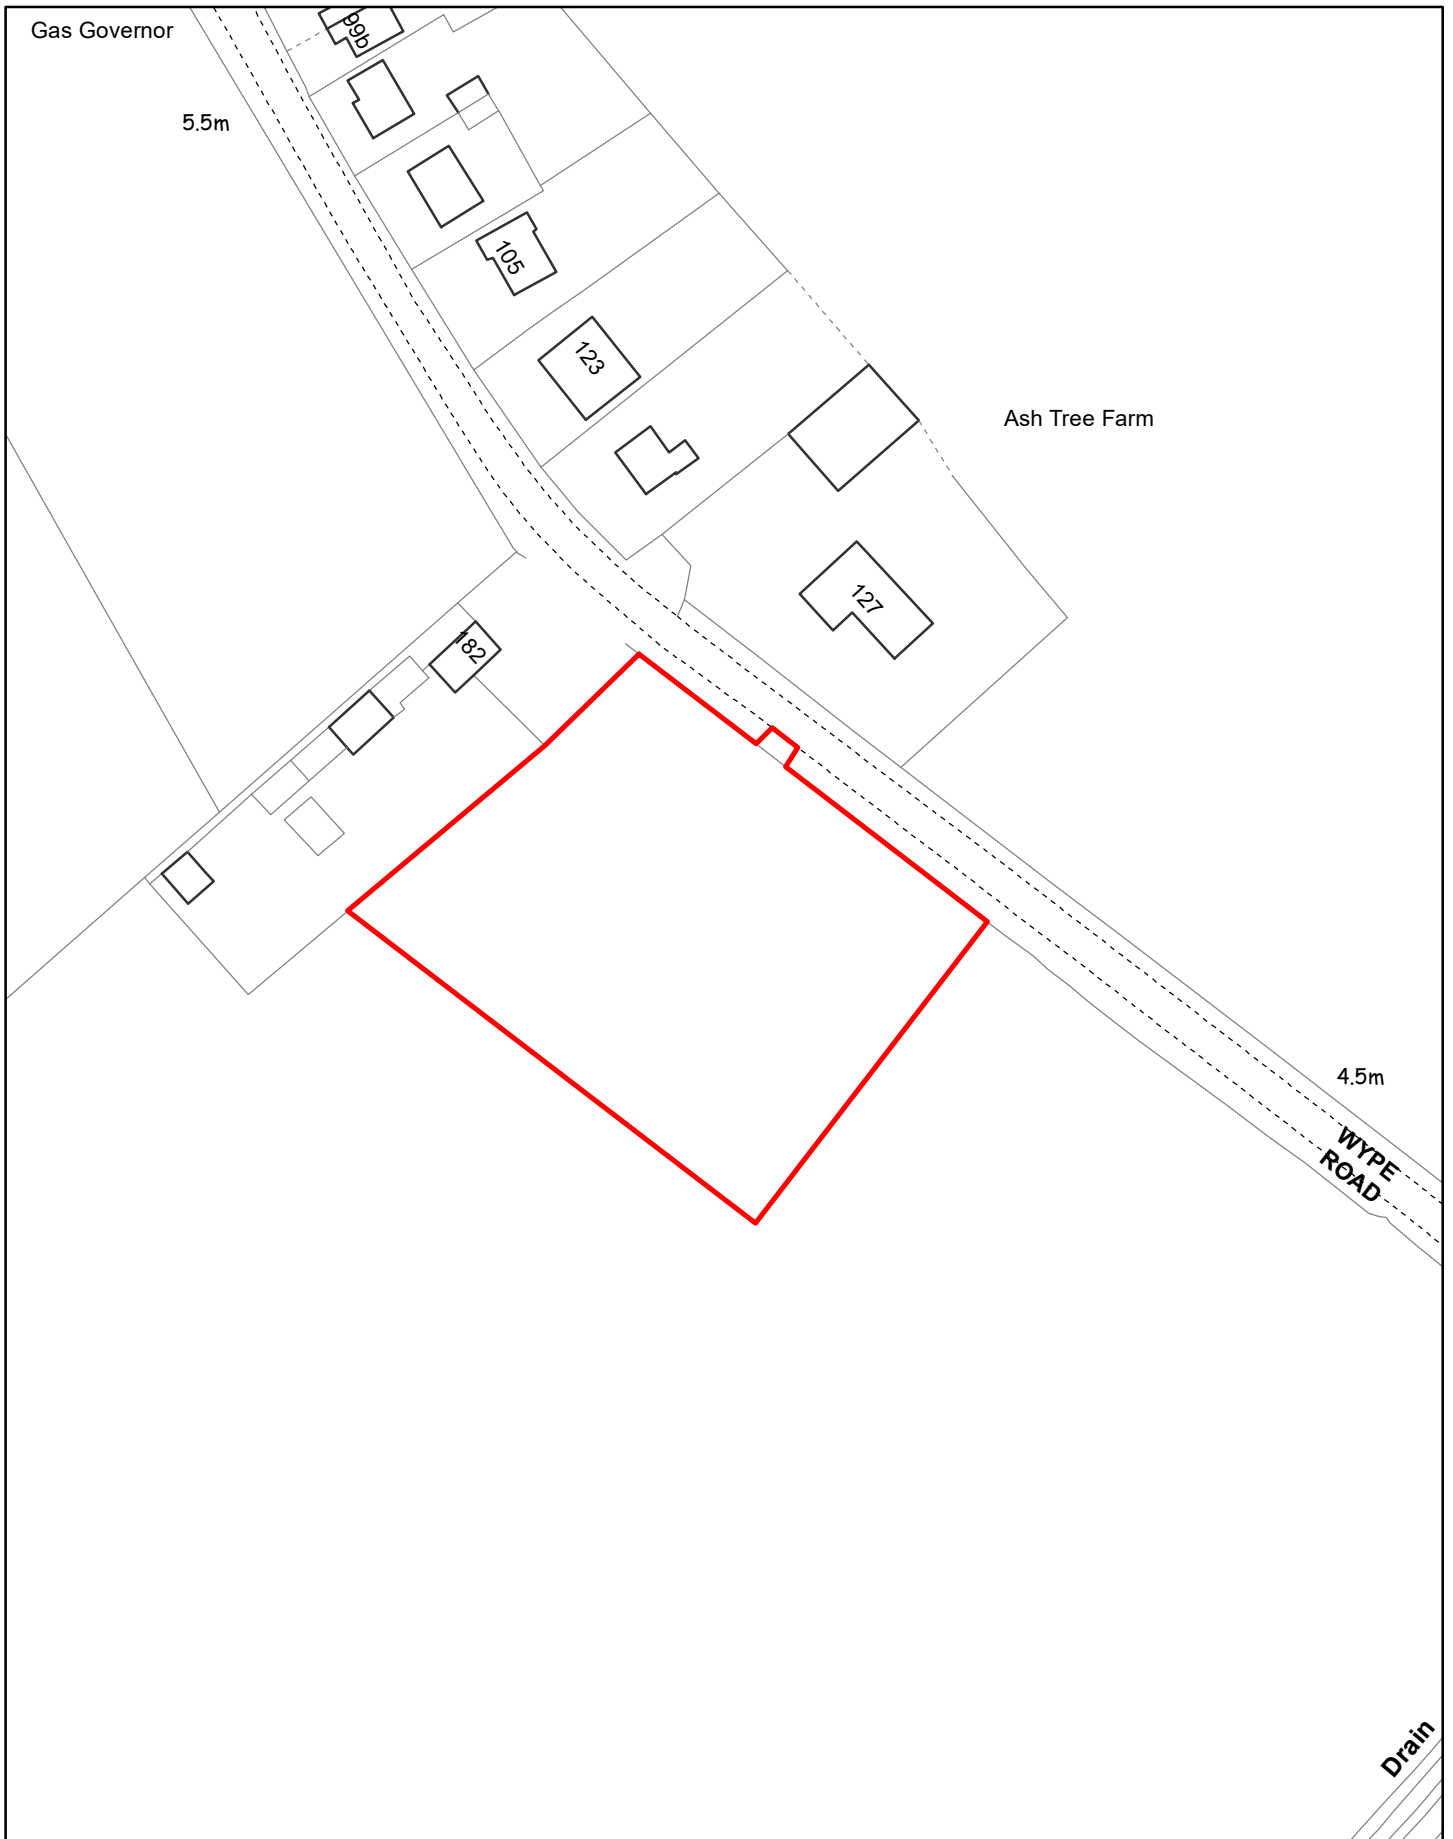 Gas Governor
99b
5.5m
105
123
Ash Tree Farm
127
182
4.5m
WYPE
ROAD
Drain